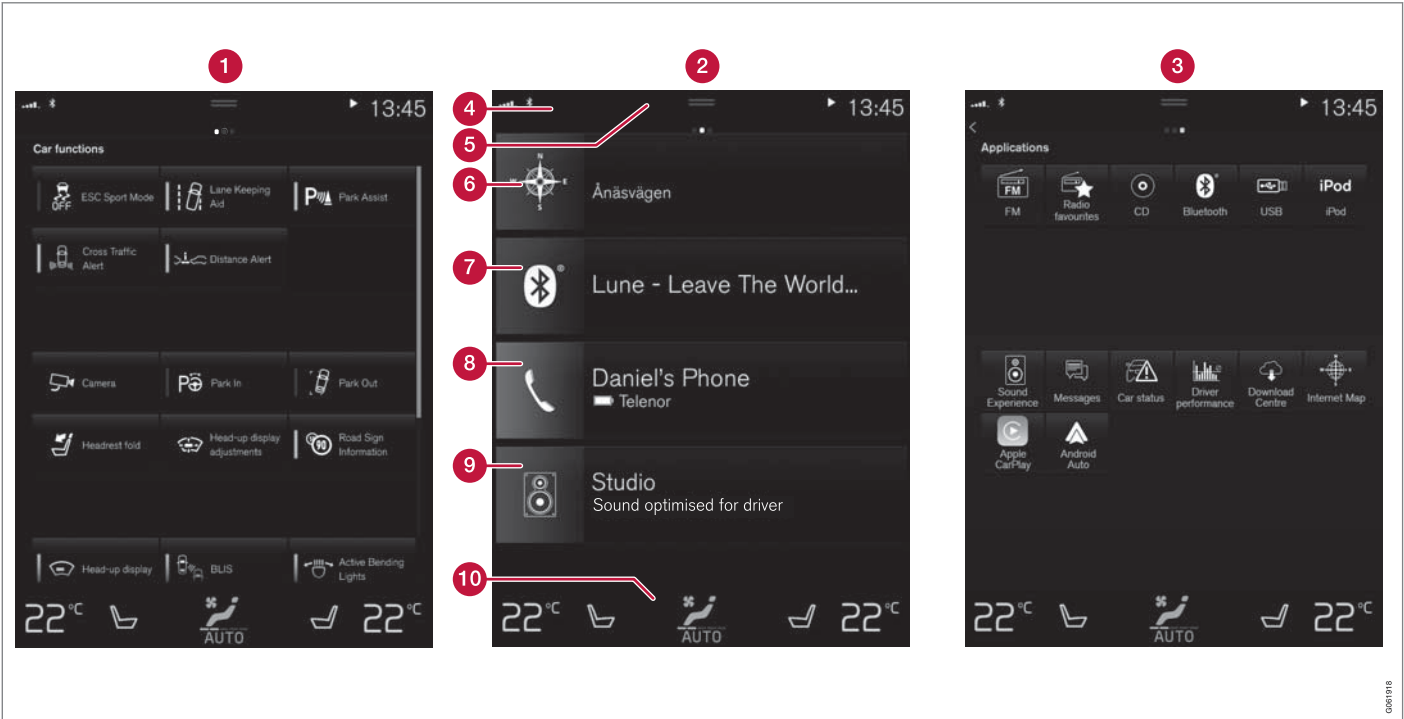 1
2
3
13:45
Car functions
ESC Sport Mode
OFF
Lane Keeping
Aid
P
Park Assist
Cross Traffic
Alert
Distance Alert
Camera
P
Park In
Park Out
Headrest fold
Head-up display
adjustments
90
Road Sign
Information
Head-up display
BLIS
Active Bending
Lights
22°C
AUTO
22°C
4
5
6
7
8
9
10
13:45
N
W
E
S
Ånäsvägen
Lune - Leave The World...
Daniel's Phone
Telenor
Studio
Sound optimised for driver
22°C
AUTO
22°C
13:45
<
Applications
FM
FM
Radio
favourites
CD
Bluetooth
USB
iPod
iPod
Sound
Experience
Messages
Car status
Driver
performance
Download
Centre
Internet Map
Apple
CarPlay
Android
Auto
22°C
AUTO
22°C
G061918